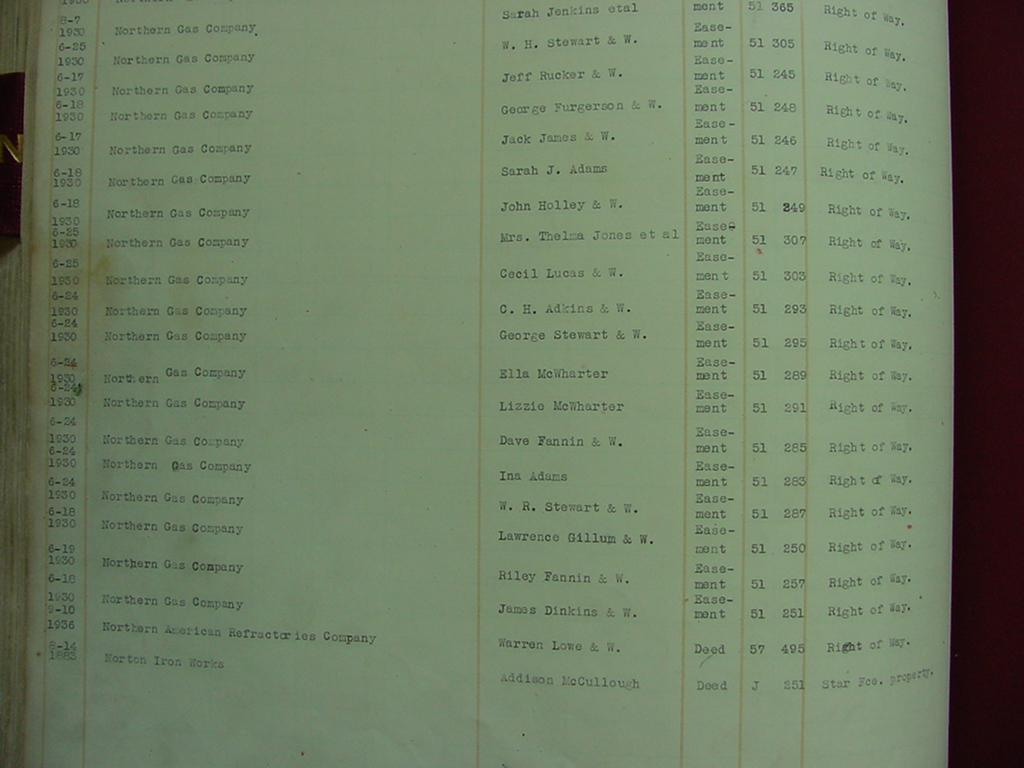 Sarah Jenkins etal ment 51 365 Right of Way.
8-7 Ease-
1930 Northern Gas Company. W. H. Stewart & W. ment 51 305 Right of Way.
6-25 Ease-
1930 Northern Gas Company Jeff Rucker & W. ment 51 245 Right of Way.
6-17 Ease-
1930 Northern Gas Company George Furgerson & W. ment 51 248 Right of Way.
6-18 Ease-
1930 Northern Gas Company Jack James & W. ment 51 246 Right of Way.
6-17 Ease-
1930 Northern Gas Company Sarah J. Adams ment 51 247 Right of Way.
6-18 Ease-
1930 Northern Gas Company John Holley & W. ment 51 249 Right of Way.
6-18 Ease-
1930 Northern Gas Company Mrs. Thelma Jones et al ment 51 307 Right of Way.
6-25 Ease-
1930 Northern Gas Company Cecil Lucas & W. ment 51 303 Right of Way.
6-25 Ease-
1930 Northern Gas Company C. H. Adkins & W. ment 51 293 Right of Way.
6-24 Ease-
1930 Northern Gas Company George Stewart & W. ment 51 295 Right of Way.
6-24 Ease-
1930 Northern Gas Company Ella McWharter ment 51 289 Right of Way.
6-24 Ease-
1930 Northern Gas Company Lizzie McWharter ment 51 291 Right of Way.
6-24 Ease-
1930 Northern Gas Company Dave Fannin & W. ment 51 285 Right of Way.
6-24 Ease-
1930 Northern Gas Company Ina Adams ment 51 283 Right of Way.
6-24 Ease-
1930 Northern Gas Company W. R. Stewart & W. ment 51 287 Right of Way.
6-24 Ease-
1930 Northern Gas Company Lawrence Gillum & W. ment 51 250 Right of Way.
6-18 Ease-
1930 Northern Gas Company Riley Fannin & W. ment 51 257 Right of Way.
6-19 Ease-
1930 Northern Gas Company James Dinkins & W. ment 51 251 Right of Way.
6-18
1930
9-10
1936 Northern American Refractories Company Warren Lowe & W. Deed 57 495 Right of Way.
8-14
1883 Norton Iron Works Addison McCullough Deed J 251 Star Fce. property.
N